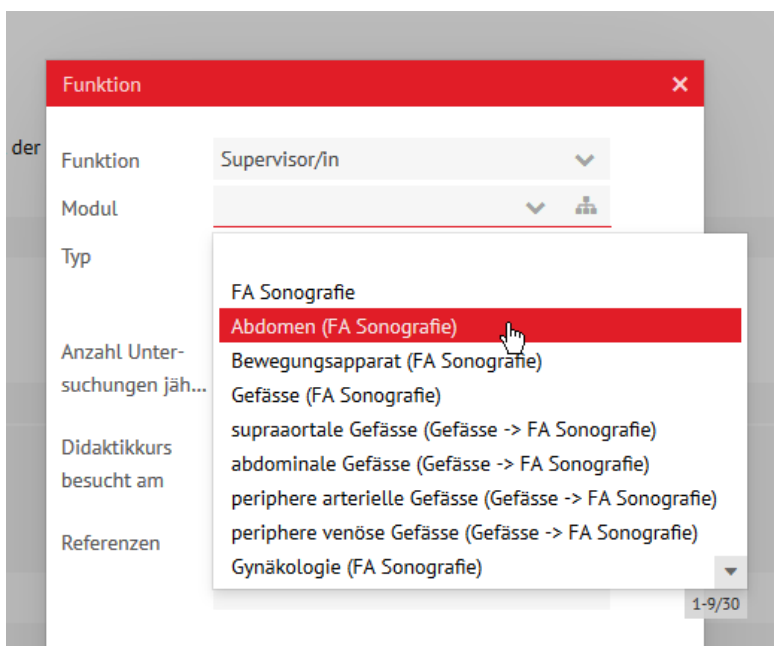 Funktion
der
Funktion
Supervisor/in
Modul
Typ
FA Sonografie
Abdomen (FA Sonografie)
Anzahl Unter-
suchungen jäh...
Bewegungsapparat (FA Sonografie)
Gefässe (FA Sonografie)
supraaortale Gefässe (Gefässe -> FA Sonografie)
Didaktikkurs
besucht am
abdominale Gefässe (Gefässe -> FA Sonografie)
periphere arterielle Gefässe (Gefässe -> FA Sonografie)
periphere venöse Gefässe (Gefässe -> FA Sonografie)
Referenzen
Gynäkologie (FA Sonografie)
1-9/30